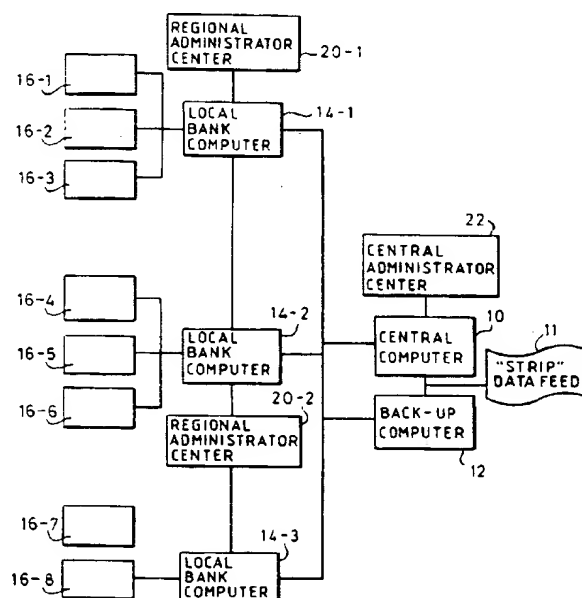 REGIONAL
ADMINISTRATOR
CENTER
20-1
16-1
16-2
16-3
LOCAL
BANK
COMPUTER
14-1
22
CENTRAL
ADMINISTRATOR
CENTER
16-4
16-5
16-6
LOCAL
BANK
COMPUTER
14-2
10
CENTRAL
COMPUTER
11
"STRIP"
DATA FEED
BACK-UP
COMPUTER
12
20-2
REGIONAL
ADMINISTRATOR
CENTER
16-7
16-8
LOCAL
BANK
COMPUTER
14-3